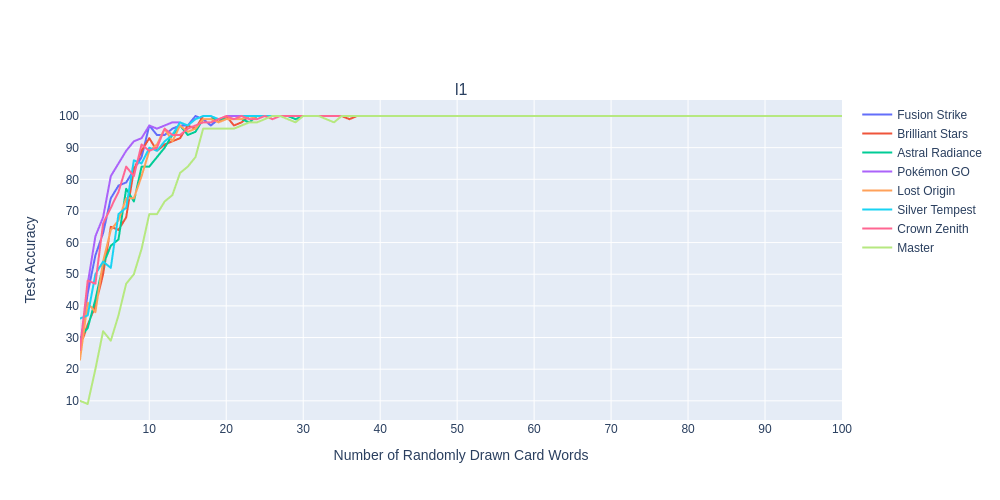 l1
100
90
80
70
60
50
40
30
20
10
Test Accuracy
10 20 30 40 50 60 70 80 90 100
Number of Randomly Drawn Card Words
Fusion Strike
Brilliant Stars
Astral Radiance
Pokémon GO
Lost Origin
Silver Tempest
Crown Zenith
Master